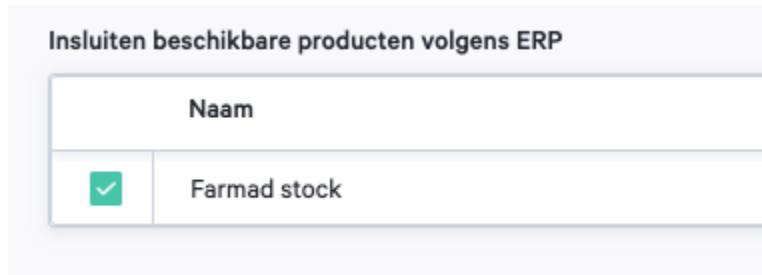 Insluiten beschikbare producten volgens ERP
Naam
Farmad stock